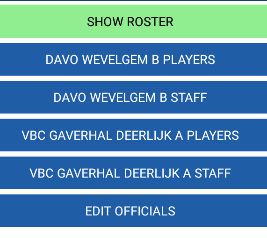 SHOW ROSTER
DAVO WEVELGEM B PLAYERS
DAVO WEVELGEM B STAFF
VBC GAVERHAL DEERLIJK A PLAYERS
VBC GAVERHAL DEERLIJK A STAFF
EDIT OFFICIALS